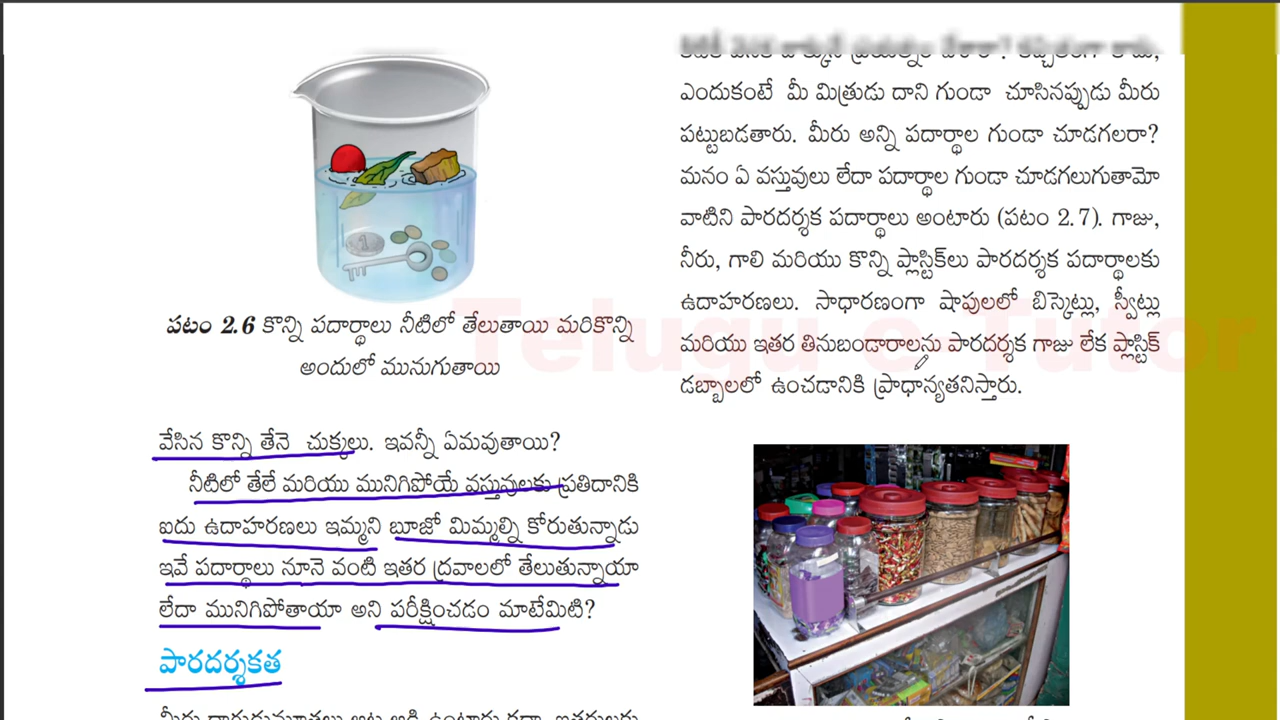 పటం 2.6 కొన్ని పదార్థాలు నీటిలో తేలుతాయి మరికొన్ని
అందులో మునుగుతాయి
వేసిన కొన్ని తేనె చుక్కలు. ఇవన్నీ ఏమవుతాయి?
నీటిలో తేలే మరియు మునిగిపోయే వస్తువులకు ప్రతిదానికి
ఐదు ఉదాహరణలు ఇమ్మని బూజో మిమ్మల్ని కోరుతున్నాడు
ఇవే పదార్థాలు నూనె వంటి ఇతర ద్రవాలలో తేలుతున్నాయా
లేదా మునిగిపోతాయా అని పరీక్షించడం మాటేమిటి?
పారదర్శకత
ఎందుకంటే మీ మిత్రుడు దాని గుండా చూసినప్పుడు మీరు
పట్టుబడతారు. మీరు అన్ని పదార్థాల గుండా చూడగలరా?
మనం ఏ వస్తువులు లేదా పదార్థాల గుండా చూడగలుగుతామో
వాటిని పారదర్శక పదార్థాలు అంటారు (పటం 2.7). గాజు,
నీరు, గాలి మరియు కొన్ని ప్లాస్టిక్‌లు పారదర్శక పదార్థాలకు
ఉదాహరణలు. సాధారణంగా షాపులలో బిస్కెట్లు, స్వీట్లు
మరియు ఇతర తినుబండారాలను పారదర్శక గాజు లేక ప్లాస్టిక్
డబ్బాలలో ఉంచడానికి ప్రాధాన్యతనిస్తారు.
Telugu e-Tutor